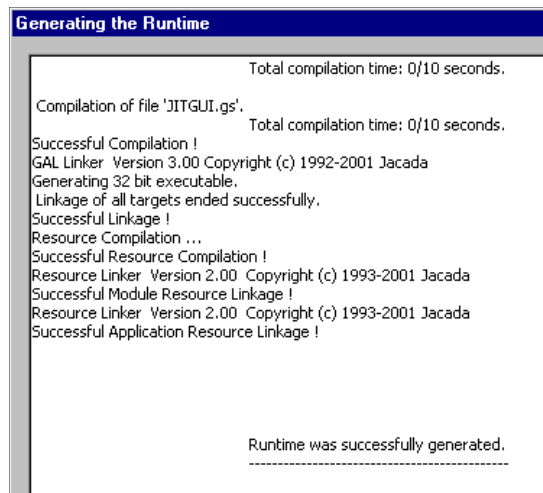 Generating the Runtime
Total compilation time: 0/10 seconds.
Compilation of file 'JITGUI.gs'.
Total compilation time: 0/10 seconds.
Successful Compilation !
GAL Linker Version 3.00 Copyright (c) 1992-2001 Jacada
Generating 32 bit executable.
Linkage of all targets ended successfully.
Successful Linkage !
Resource Compilation ...
Successful Resource Compilation !
Resource Linker Version 2.00 Copyright (c) 1993-2001 Jacada
Successful Module Resource Linkage !
Resource Linker Version 2.00 Copyright (c) 1993-2001 Jacada
Successful Application Resource Linkage !
Runtime was successfully generated.
---------------------------------------------